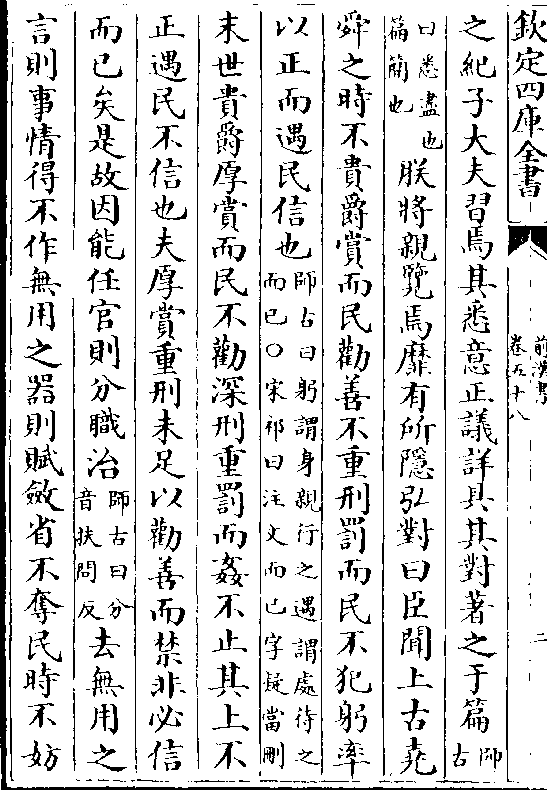 欽定四庫全書
前漢書
卷五十八
二
之紀子大夫習焉其悉意正議詳具其對著之于篇師古
曰悉盡也篇簡也朕將親覽焉靡有所隱弘對曰臣聞上古堯
舜之時不貴爵賞而民勸善不重刑罰而民不犯躬率
以正而遇民信也師古曰躬謂身親行之遇謂處待之而已○宋祁曰注文而已字疑當刪
末世貴爵厚賞而民不勸深刑重罰而姦不止其上不
正遇民不信也夫厚賞重刑未足以勸善而禁非必信
而已矣是故因能任官則分職治師古曰分音扶問反去無用之
言則事情得不作無用之器則賦斂省不奪民時不妨